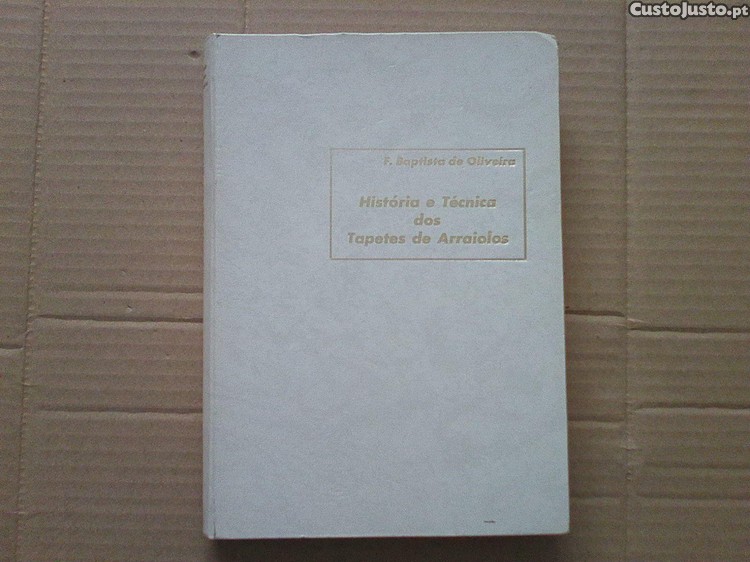 CustoJusto.pt
F. Baptista de Oliveira
História e Técnica
dos
Tapetes de Arraiolos